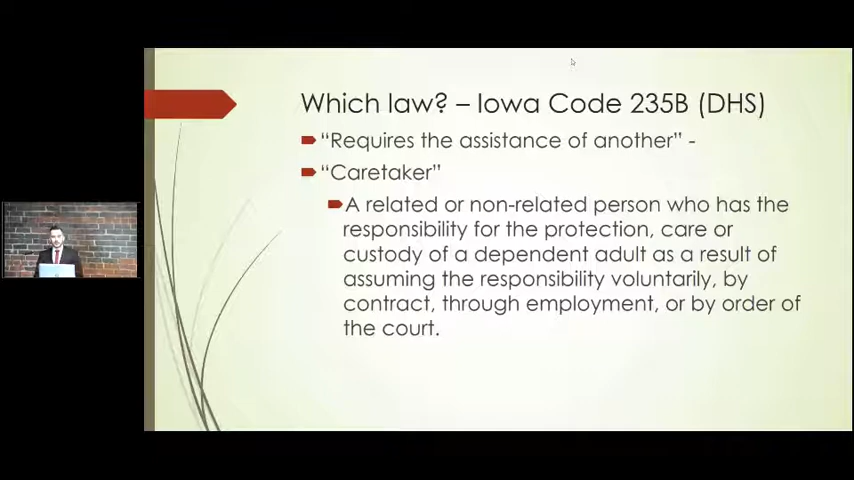 Which law? – Iowa Code 235B (DHS)
“Requires the assistance of another” -
“Caretaker”
A related or non-related person who has the
responsibility for the protection, care or
custody of a dependent adult as a result of
assuming the responsibility voluntarily, by
contract, through employment, or by order of
the court.